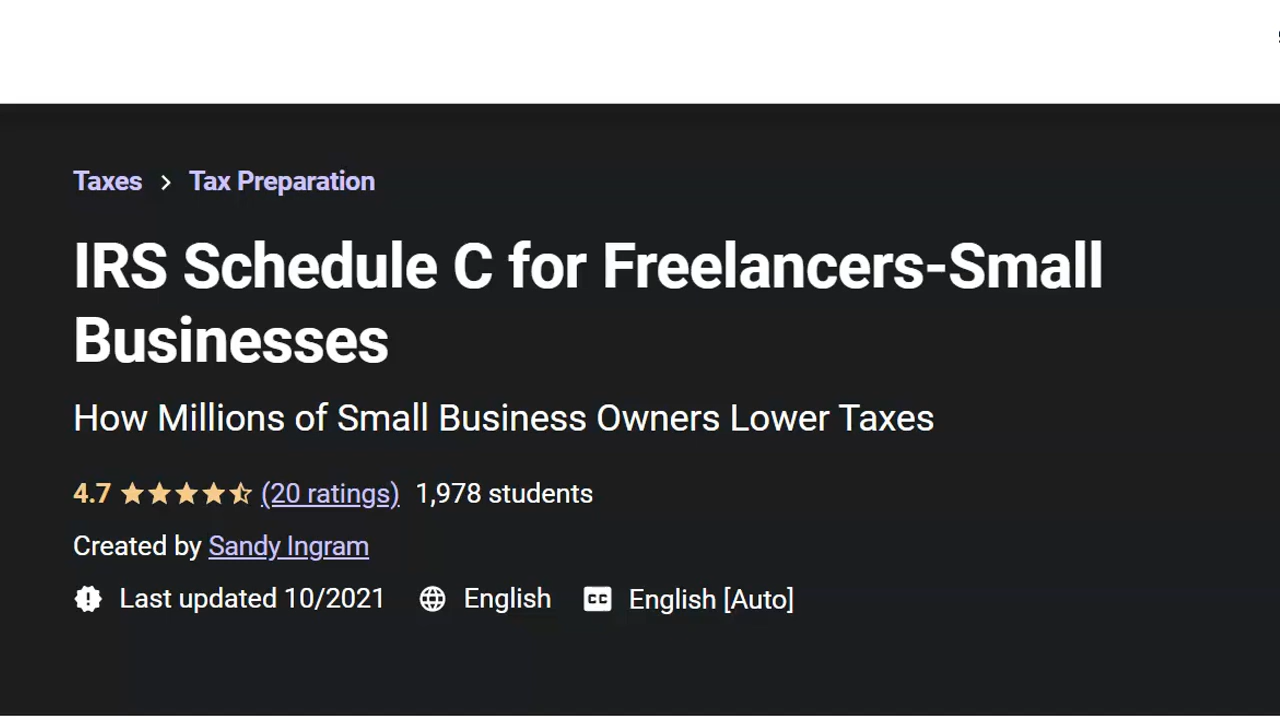 Taxes > Tax Preparation
IRS Schedule C for Freelancers-Small
Businesses
How Millions of Small Business Owners Lower Taxes
4.7 (20 ratings) 1,978 students
Created by Sandy Ingram
Last updated 10/2021 English CC English [Auto]